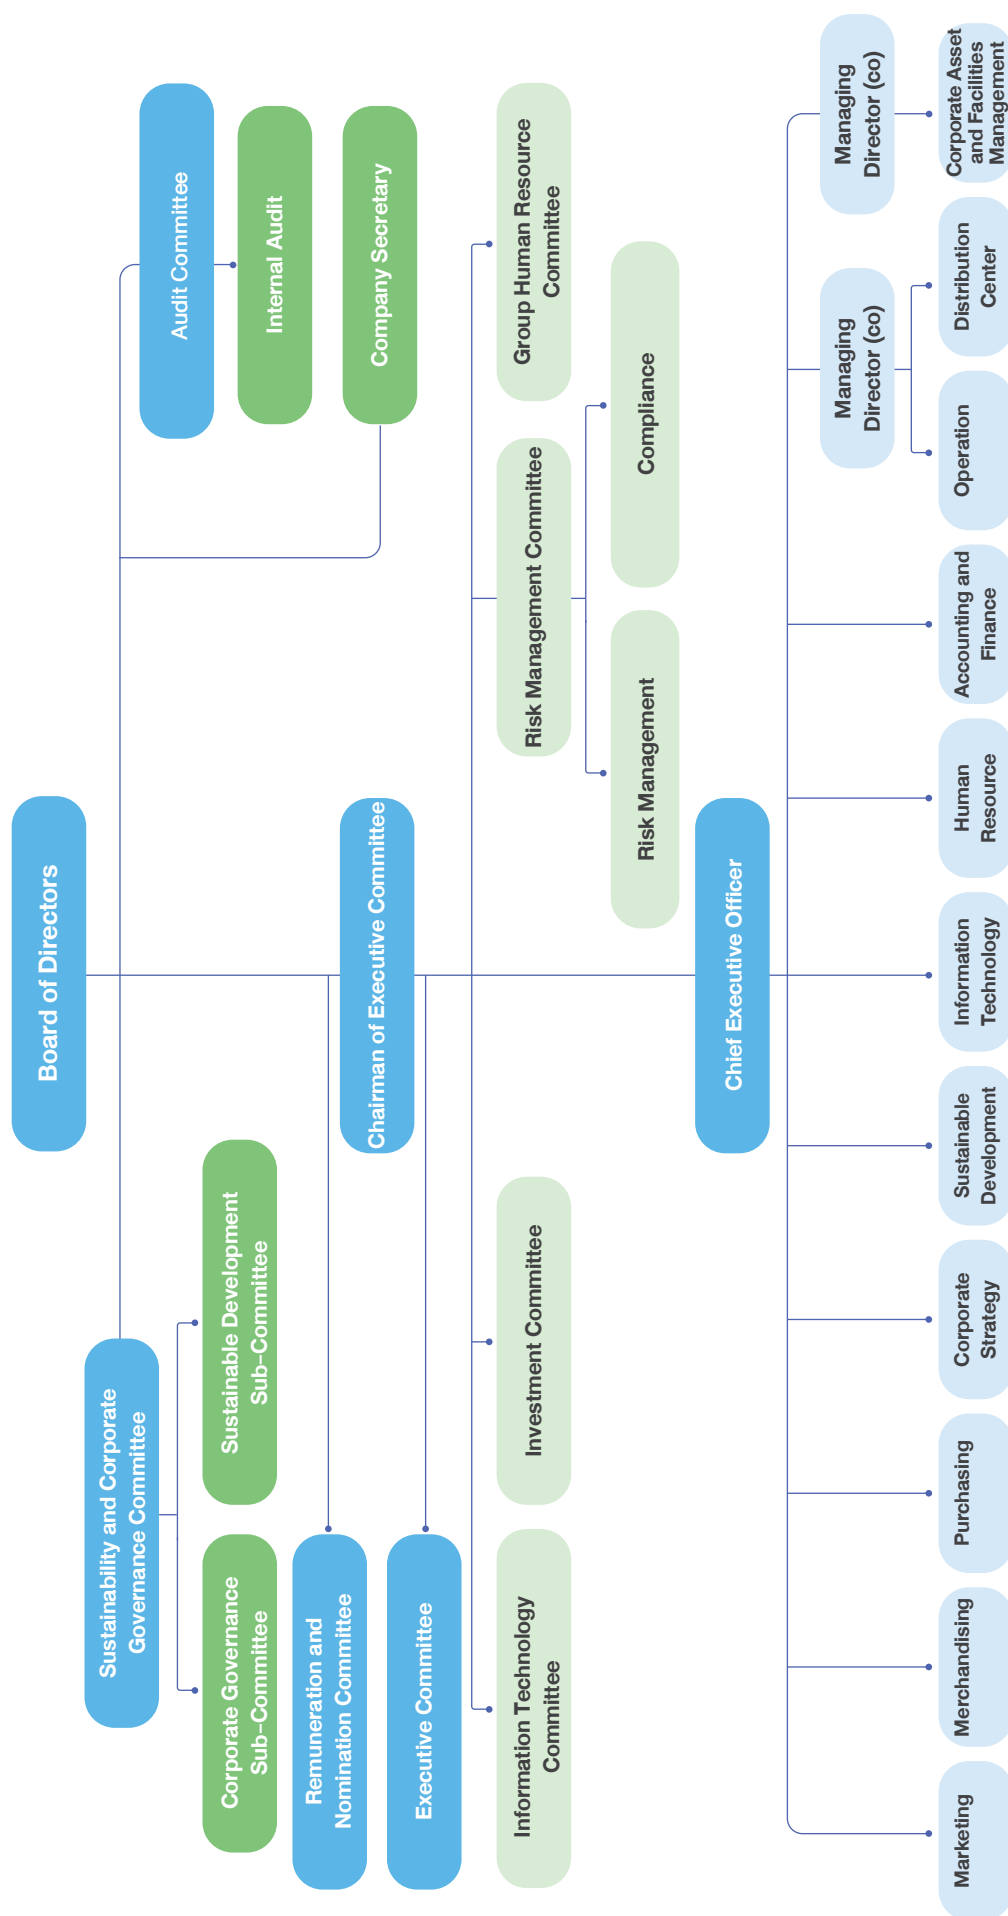 Board of Directors
Sustainability and Corporate
Governance Committee
Audit Committee
Corporate Governance
Sub-Committee
Sustainable Development
Sub-Committee
Internal Audit
Remuneration and
Nomination Committee
Company Secretary
Chairman of Executive Committee
Executive Committee
Information Technology
Committee
Investment Committee
Risk Management Committee
Group Human Resource
Committee
Risk Management
Compliance
Chief Executive Officer
Managing
Director (co)
Managing
Director (co)
Marketing
Merchandising
Purchasing
Corporate
Strategy
Sustainable
Development
Information
Technology
Human
Resource
Accounting and
Finance
Operation
Distribution
Center
Corporate Asset
and Facilities
Management